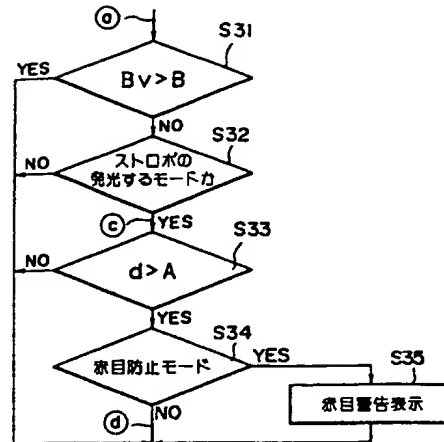 a
S31
YES
Bv>B
NO
S32
ストロボの
発光するモードか
NO
c
YES
S33
d>A
NO
YES
S34
赤目防止モード
YES
S35
赤目警告表示
d
NO